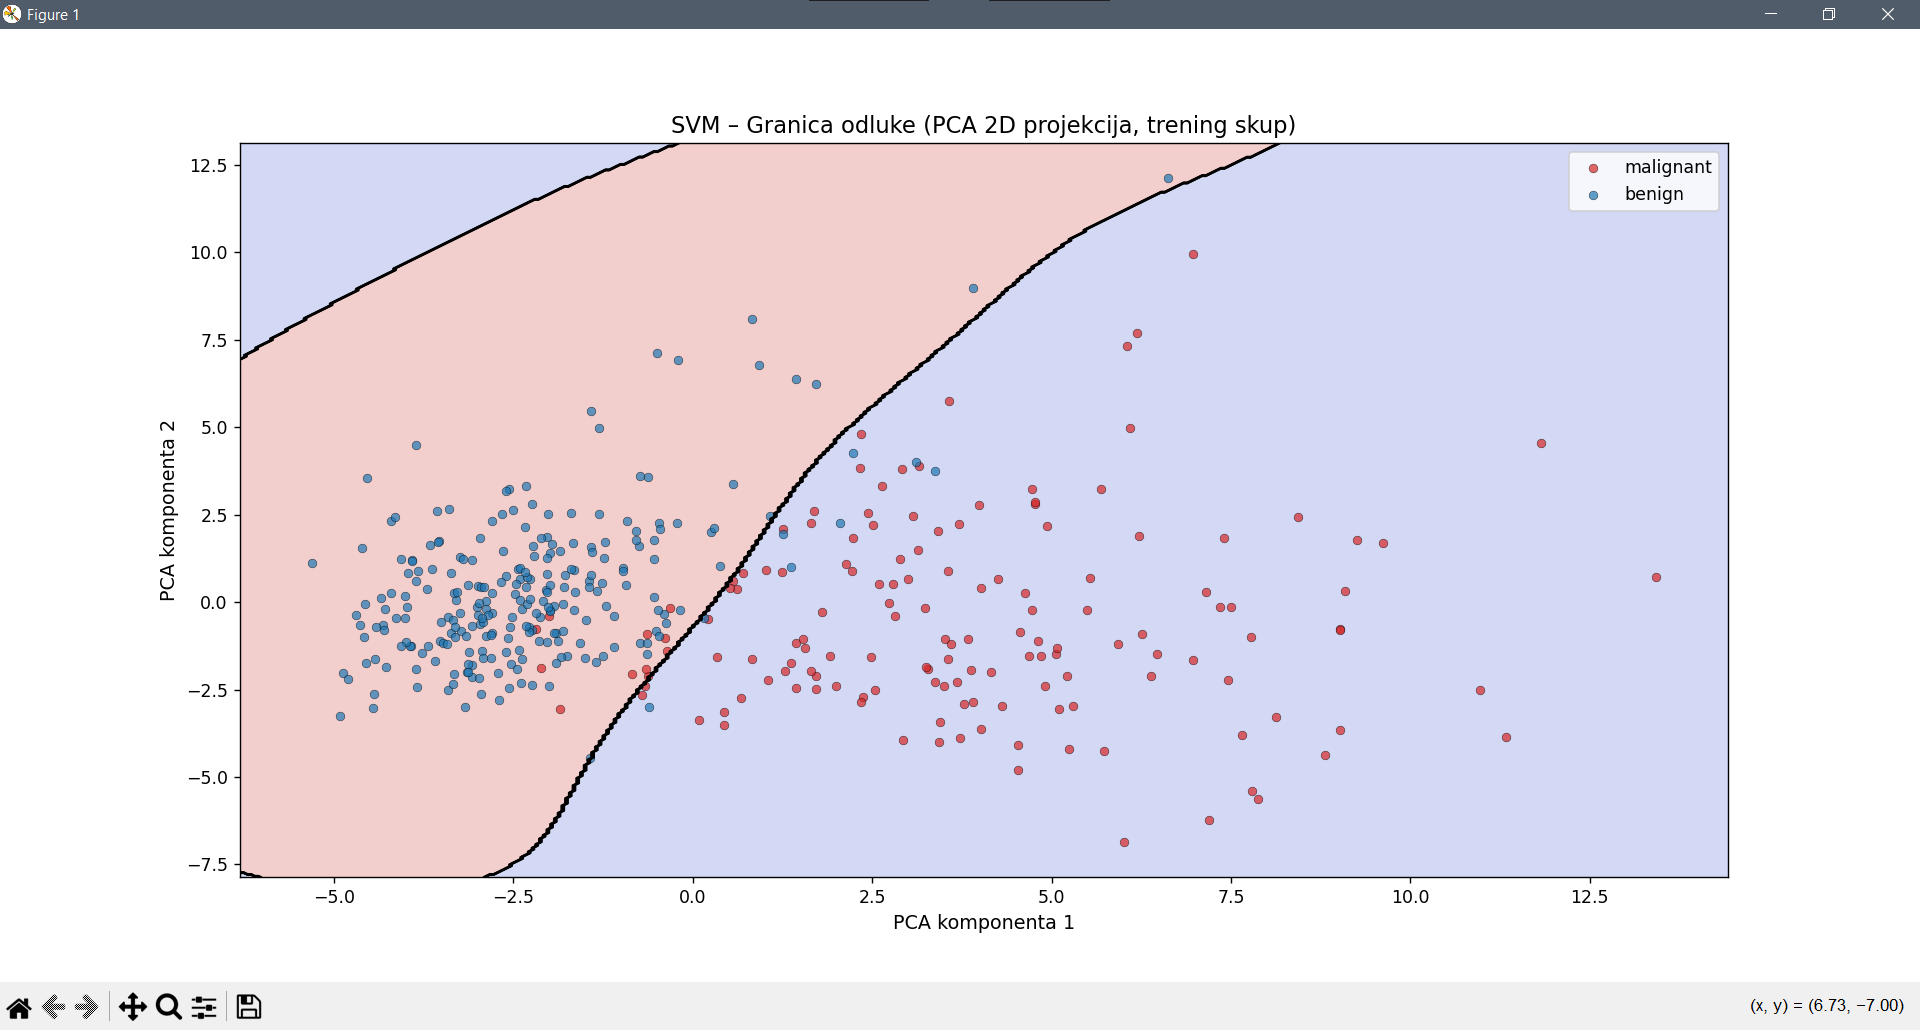 Figure 1
SVM – Granica odluke (PCA 2D projekcija, trening skup)
malignant
benign
PCA komponenta 2
12.5
10.0
7.5
5.0
2.5
0.0
−2.5
−5.0
−7.5
−5.0
−2.5
0.0
2.5
5.0
7.5
10.0
12.5
PCA komponenta 1
(x, y) = (6.73, −7.00)